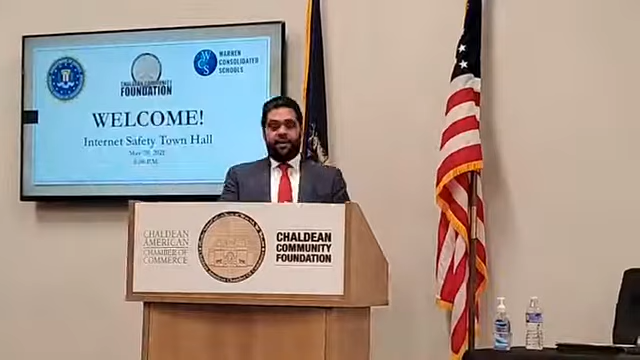 CHALDEAN COMMUNITY
FOUNDATION
WARREN
CONSOLIDATED
SCHOOLS
WELCOME!
Internet Safety Town Hall
CHALDEAN
AMERICAN
CHAMBER OF
COMMERCE
CHALDEAN
COMMUNITY
FOUNDATION